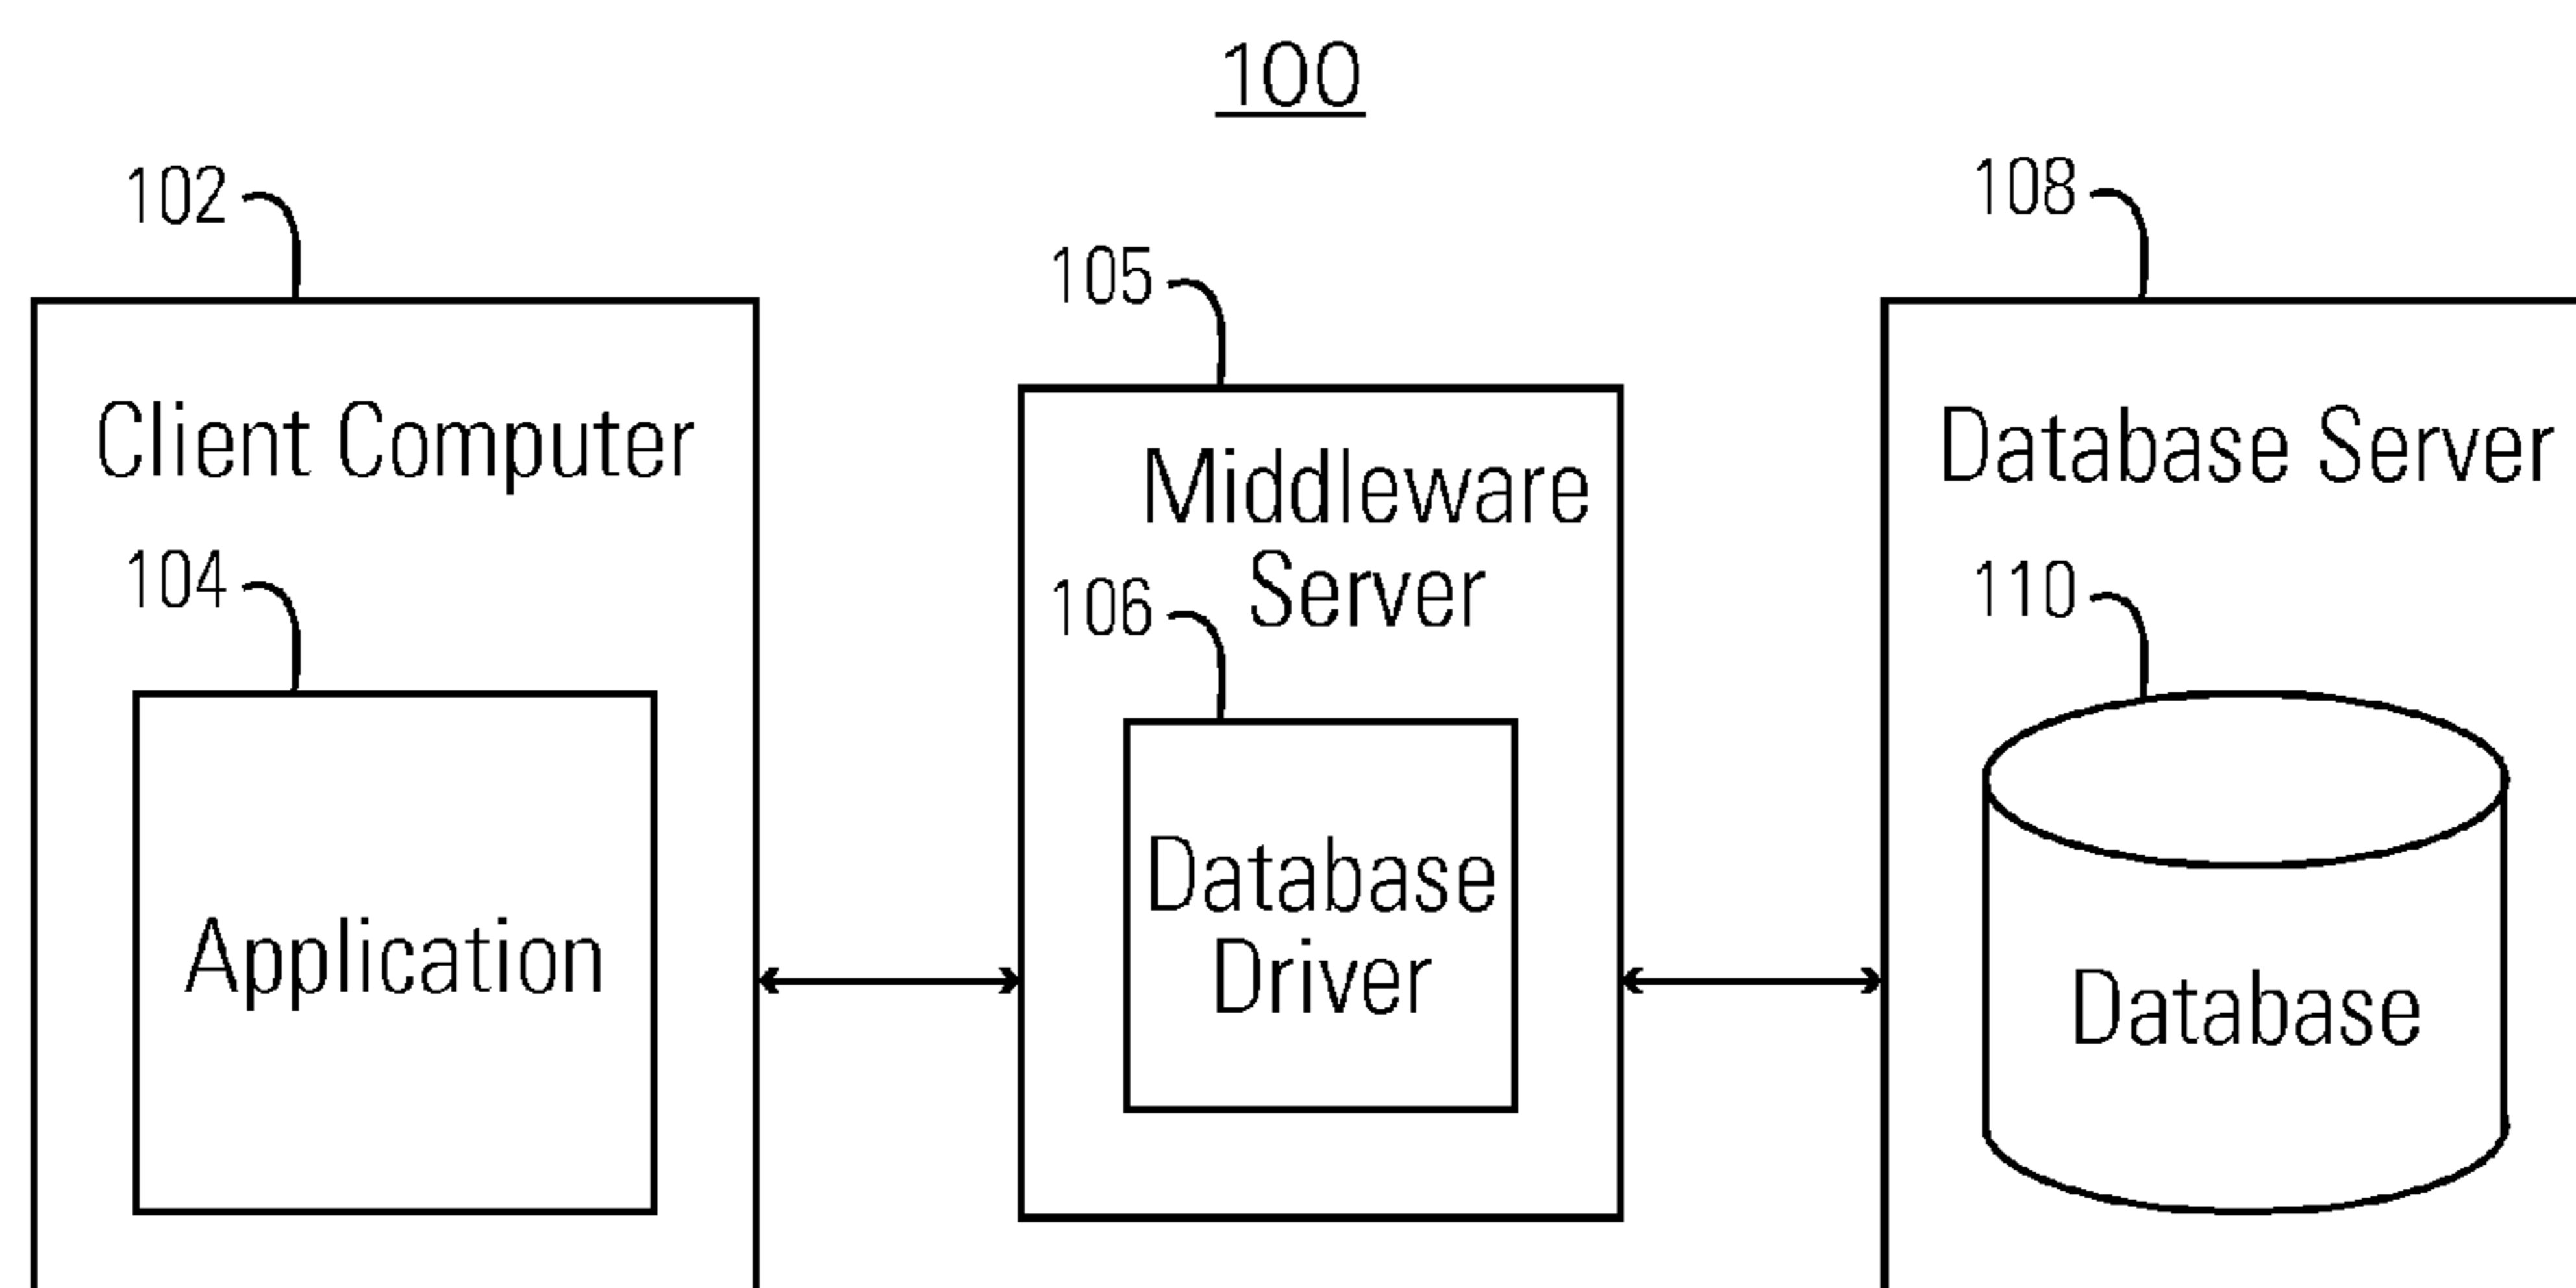 100
102
108
105
Client Computer
Database Server
Middleware
Server
104
106
110
Application
Database
Driver
Database